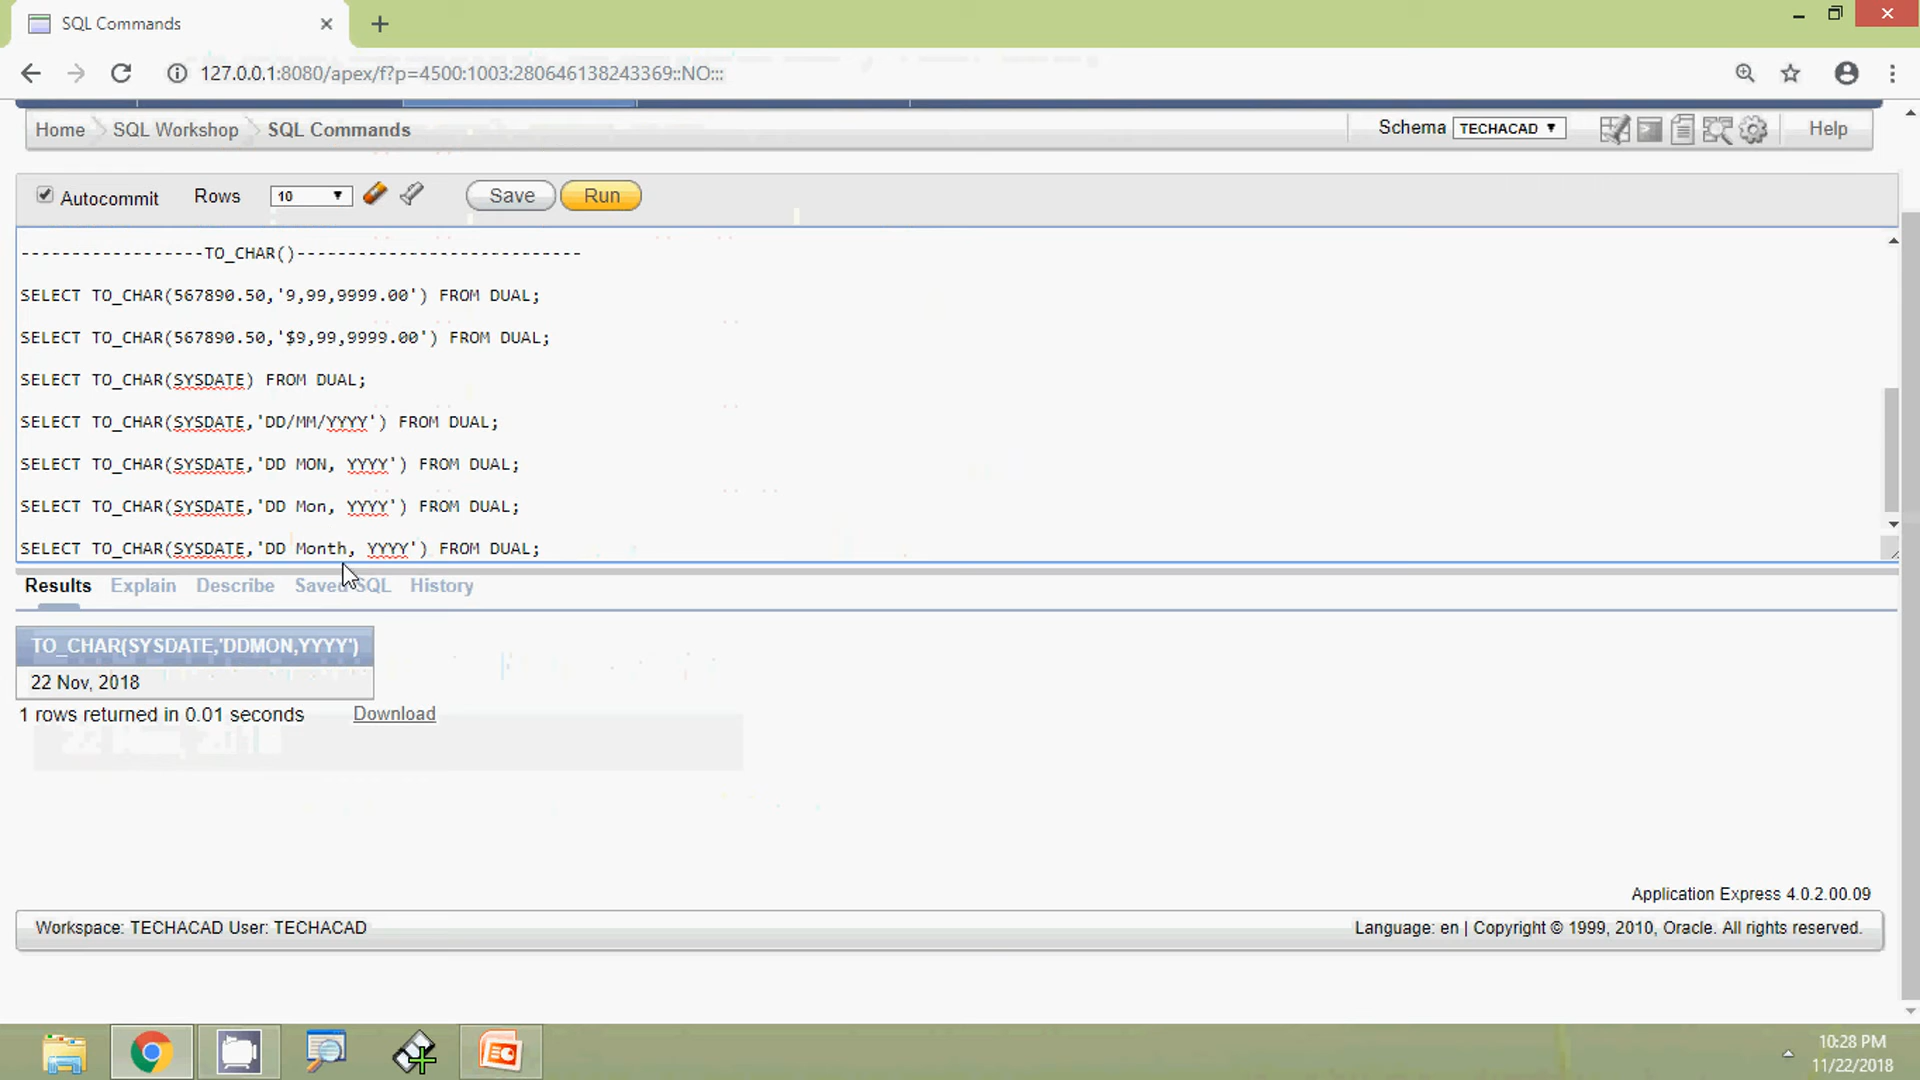 SQL Commands
127.0.0.1:8080/apex/f?p=4500:1003:280646138243369::NO:::
Home SQL Workshop SQL Commands Schema TECHACAD Help
Autocommit Rows 10 Save Run
------------------TO_CHAR()----------------------------
SELECT TO_CHAR(567890.50,'9,99,9999.00') FROM DUAL;
SELECT TO_CHAR(567890.50,'$9,99,9999.00') FROM DUAL;
SELECT TO_CHAR(SYSDATE) FROM DUAL;
SELECT TO_CHAR(SYSDATE,'DD/MM/YYYY') FROM DUAL;
SELECT TO_CHAR(SYSDATE,'DD MON, YYYY') FROM DUAL;
SELECT TO_CHAR(SYSDATE,'DD Mon, YYYY') FROM DUAL;
SELECT TO_CHAR(SYSDATE,'DD Month, YYYY') FROM DUAL;
Results Explain Describe Saved SQL History
TO_CHAR(SYSDATE,'DDMON,YYYY')
22 Nov, 2018
1 rows returned in 0.01 seconds Download
Application Express 4.0.2.00.09
Workspace: TECHACAD User: TECHACAD Language: en | Copyright © 1999, 2010, Oracle. All rights reserved.
10:28 PM
11/22/2018